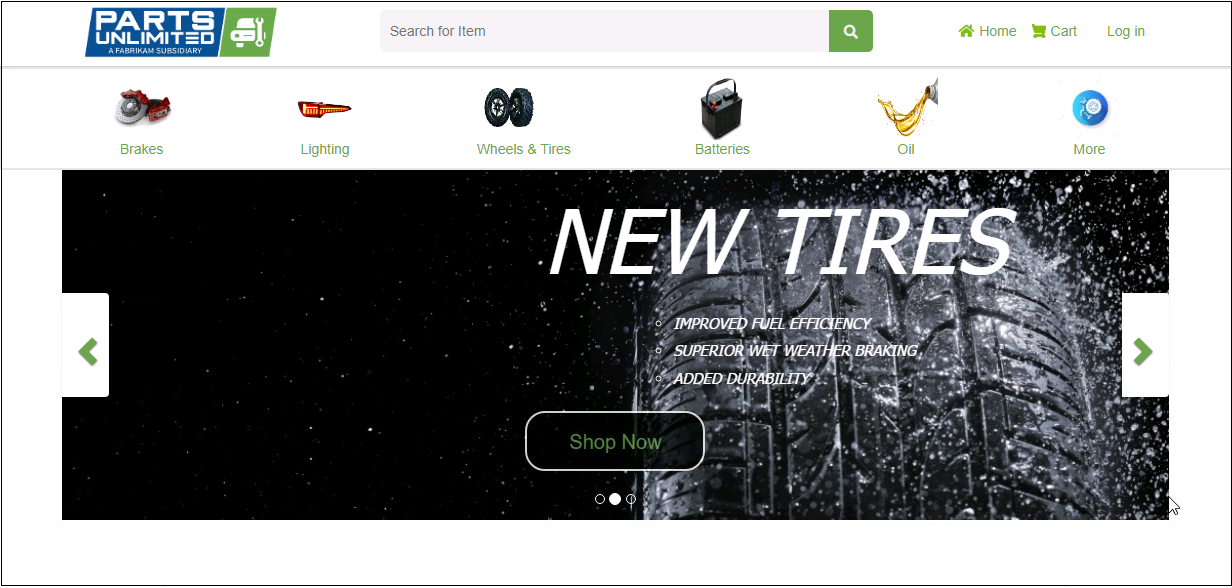 PARTS
UNLIMITED
A FABRIKAM SUBSIDIARY
Search for Item
Home
Cart
Log in
Brakes
Lighting
Wheels & Tires
Batteries
Oil
More
NEW TIRES
IMPROVED FUEL EFFICIENCY
SUPERIOR WET WEATHER BRAKING
ADDED DURABILITY
Shop Now